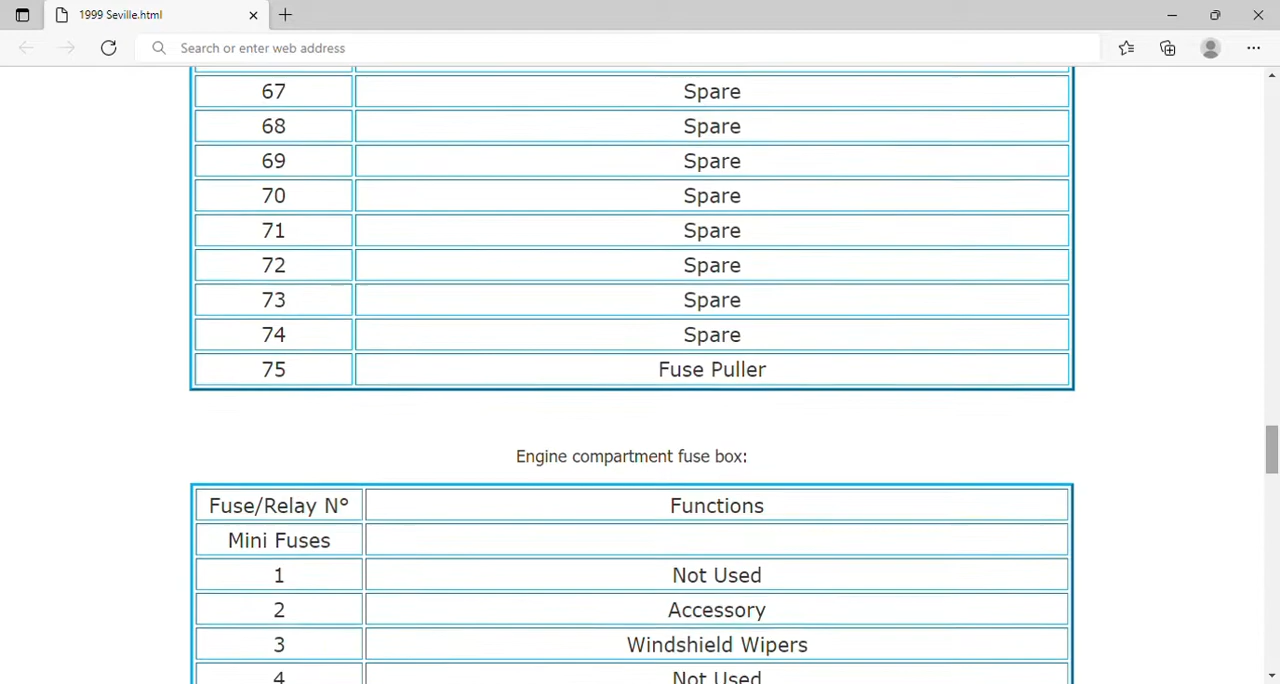 1999 Seville.html
Search or enter web address
67 Spare
68 Spare
69 Spare
70 Spare
71 Spare
72 Spare
73 Spare
74 Spare
75 Fuse Puller
Engine compartment fuse box:
Fuse/Relay N° Functions
Mini Fuses
1 Not Used
2 Accessory
3 Windshield Wipers
4 Not Used